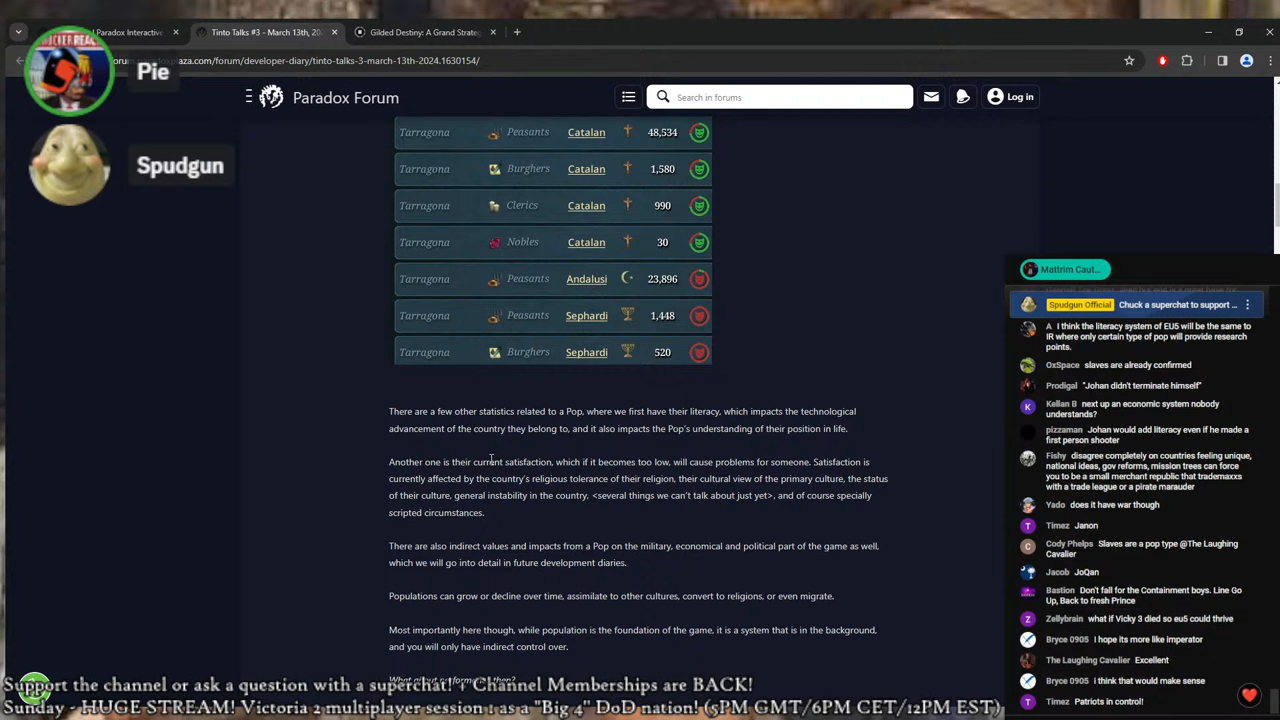 l Paradox Interactive
Tinto Talks #3 - March 13th, 20
Gilded Destiny: A Grand Strate
doxplaza.com/forum/developer-diary/tinto-talks-3-march-13th-2024.1630154/
Pie
Spudgun
Paradox Forum
Search in forums
Log in
Tarragona Peasants Catalan 48,534
Tarragona Burghers Catalan 1,580
Tarragona Clerics Catalan 990
Tarragona Nobles Catalan 30
Tarragona Peasants Andalusi 23,896
Tarragona Peasants Sephardi 1,448
Tarragona Burghers Sephardi 520
There are a few other statistics related to a Pop, where we first have their literacy, which impacts the technological
advancement of the country they belong to, and it also impacts the Pop's understanding of their position in life.
Another one is their current satisfaction, which if it becomes too low, will cause problems for someone. Satisfaction is
currently affected by the country's religious tolerance of their religion, their cultural view of the primary culture, the status
of their culture, general instability in the country, <several things we can't talk about just yet>, and of course specially
scripted circumstances.
There are also indirect values and impacts from a Pop on the military, economical and political part of the game as well,
which we will go into detail in future development diaries.
Populations can grow or decline over time, assimilate to other cultures, convert to religions, or even migrate.
Most importantly here though, while population is the foundation of the game, it is a system that is in the background,
and you will only have indirect control over.
Mattrim Caut...
Spudgun Official Chuck a superchat to support ...
A I think the literacy system of EU5 will be the same to
IR where only certain type of pop will provide research
points.
OxSpace slaves are already confirmed
Prodigal "Johan didn't terminate himself"
Kellan B next up an economic system nobody
understands?
pizzaman Johan would add literacy even if he made a
first person shooter
Fishy disagree completely on countries feeling unique,
national ideas, gov reforms, mission trees can force
you to be a small merchant republic that trademaxxs
with a trade league or a pirate marauder
Yado does it have war though
Timez Janon
Cody Phelps Slaves are a pop type @The Laughing
Cavalier
Jacob JoQan
Bastion Don't fall for the Containment boys. Line Go
Up, Back to fresh Prince
Zellybrain what if Vicky 3 died so eu5 could thrive
Bryce 0905 I hope its more like imperator
The Laughing Cavalier Excellent
Bryce 0905 i think that would make sense
Timez Patriots in control!
Support the channel or ask a question with a superchat! + Channel Memberships are BACK!
Sunday - HUGE STREAM! Victoria 2 multiplayer session 1 as a "Big 4" DoD nation! (5PM GMT/6PM CET/12PM EST)